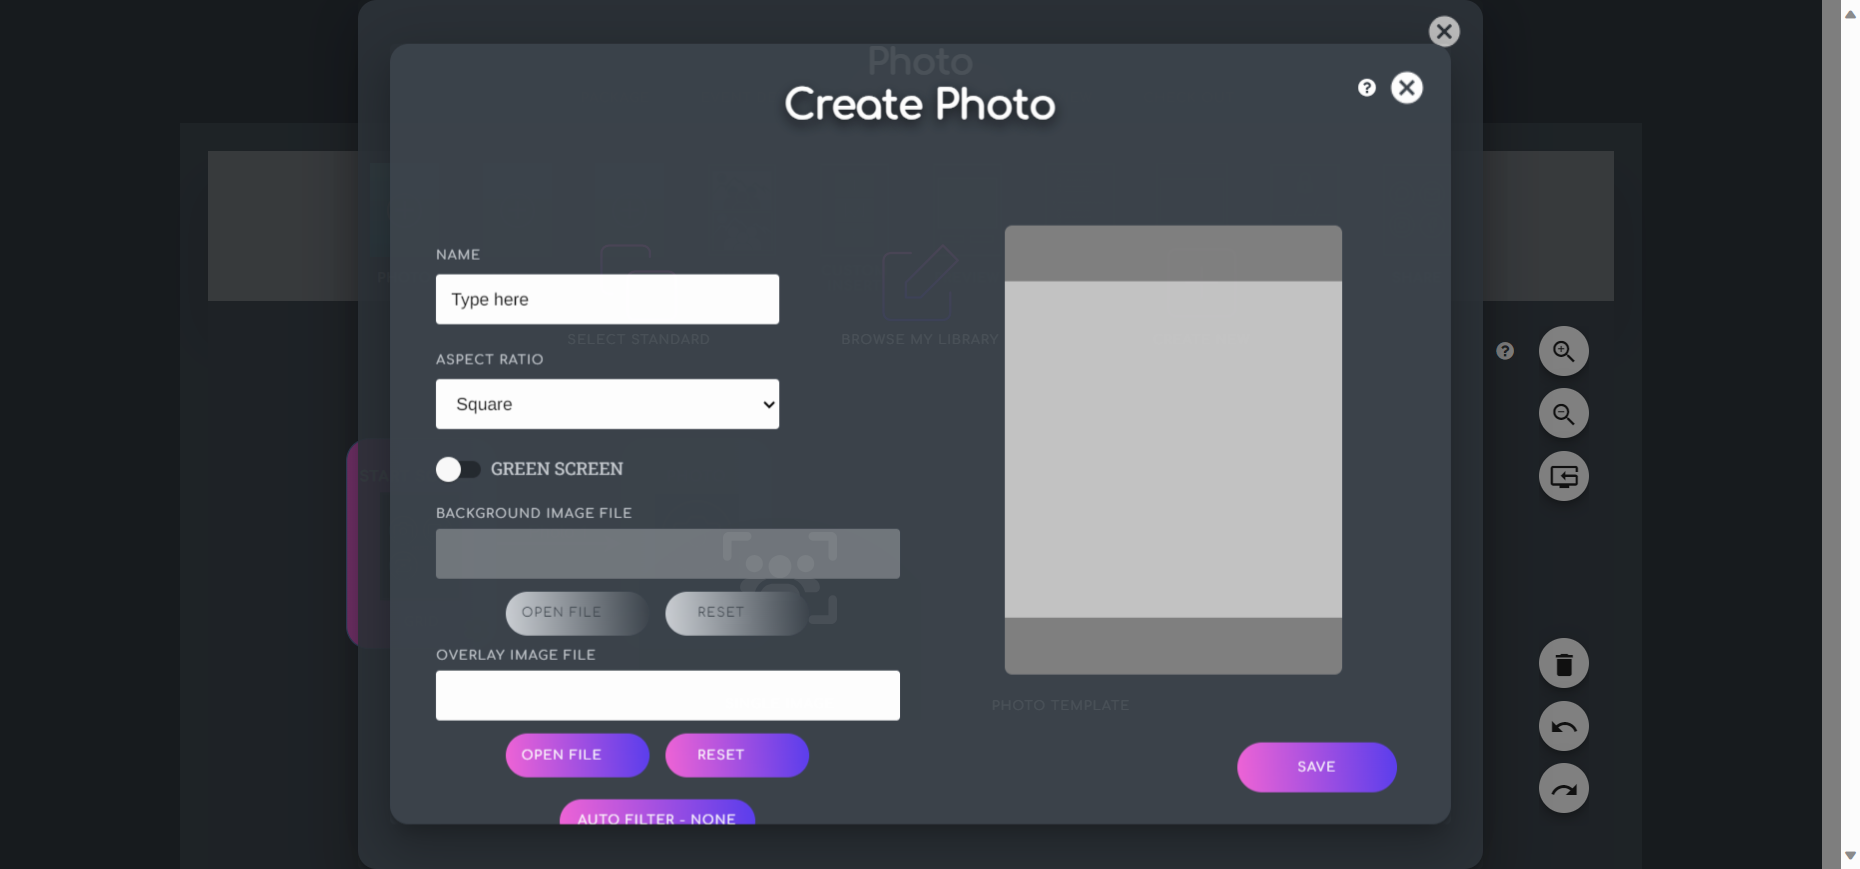 Photo
Create Photo
?
NAME
Type here
SELECT STANDARD
BROWSE MY LIBRARY
ASPECT RATIO
Square
?
GREEN SCREEN
BACKGROUND IMAGE FILE
OPEN FILE
RESET
OVERLAY IMAGE FILE
PHOTO TEMPLATE
OPEN FILE
RESET
SAVE
AUTO FILTER - NONE